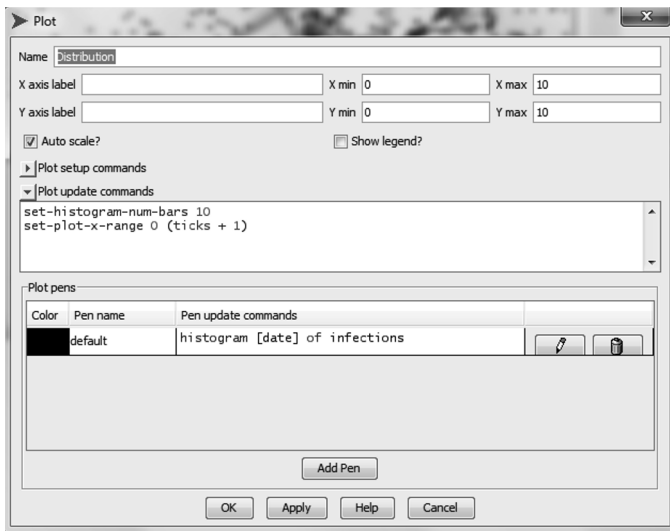 Plot
Name Distribution
X axis label X min 0 X max 10
Y axis label Y min 0 Y max 10
Auto scale? Show legend?
Plot setup commands
Plot update commands
set-histogram-num-bars 10
set-plot-x-range 0 (ticks + 1)
Plot pens
Color Pen name Pen update commands
default histogram [date] of infections
Add Pen
OK Apply Help Cancel